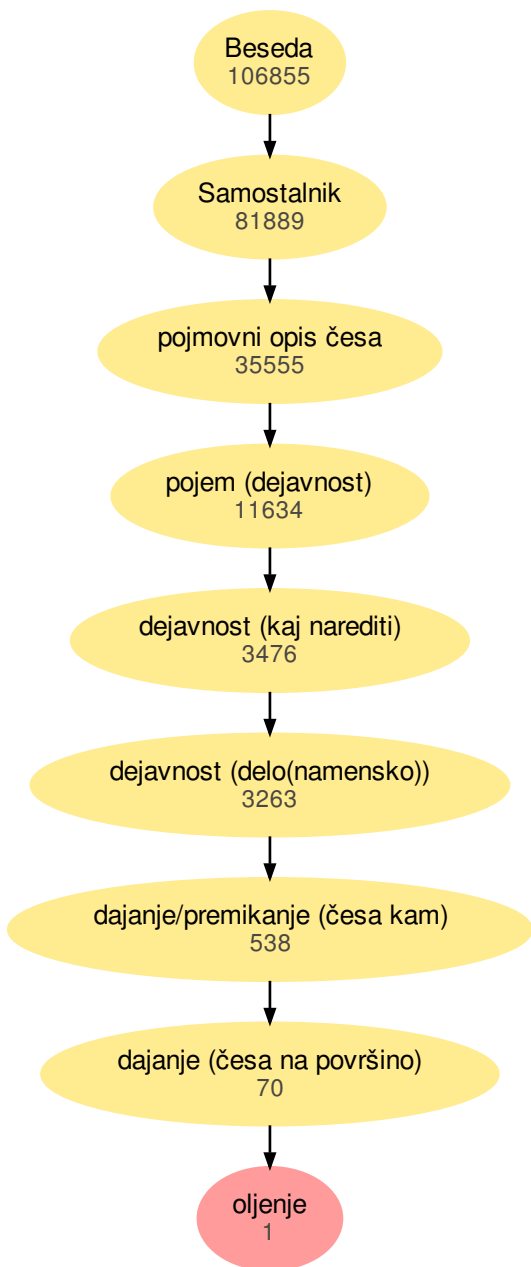 Beseda
106855
Samostalnik
81889
pojmovni opis česa
35555
pojem (dejavnost)
11634
dejavnost (kaj narediti)
3476
dejavnost (delo(namensko))
3263
dajanje/premikanje (česa kam)
538
dajanje (česa na površino)
70
oljenje
1